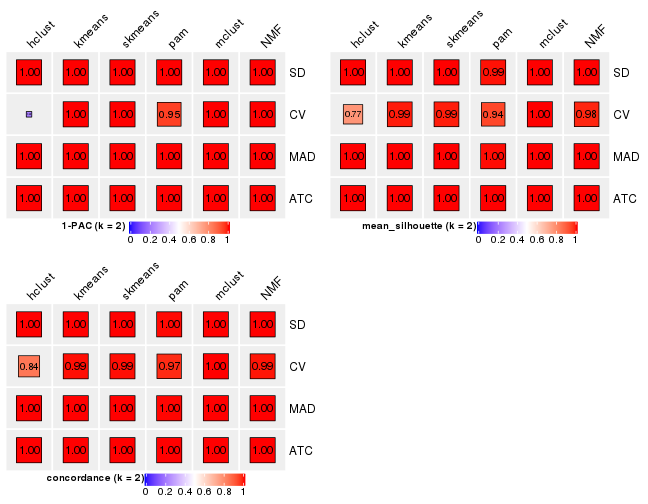 hclust kmeans skmeans pam mclust NMF
1.00 1.00 1.00 1.00 1.00 1.00 SD
1.00 1.00 0.95 1.00 1.00 CV
1.00 1.00 1.00 1.00 1.00 1.00 MAD
1.00 1.00 1.00 1.00 1.00 1.00 ATC
1-PAC (k = 2)
0 0.2 0.4 0.6 0.8 1
hclust kmeans skmeans pam mclust NMF
1.00 1.00 1.00 0.99 1.00 1.00 SD
0.77 0.99 0.99 0.94 1.00 0.98 CV
1.00 1.00 1.00 1.00 1.00 1.00 MAD
1.00 1.00 1.00 1.00 1.00 1.00 ATC
mean_silhouette (k = 2)
0 0.2 0.4 0.6 0.8 1
hclust kmeans skmeans pam mclust NMF
1.00 1.00 1.00 1.00 1.00 1.00 SD
0.84 0.99 0.99 0.97 1.00 0.99 CV
1.00 1.00 1.00 1.00 1.00 1.00 MAD
1.00 1.00 1.00 1.00 1.00 1.00 ATC
concordance (k = 2)
0 0.2 0.4 0.6 0.8 1